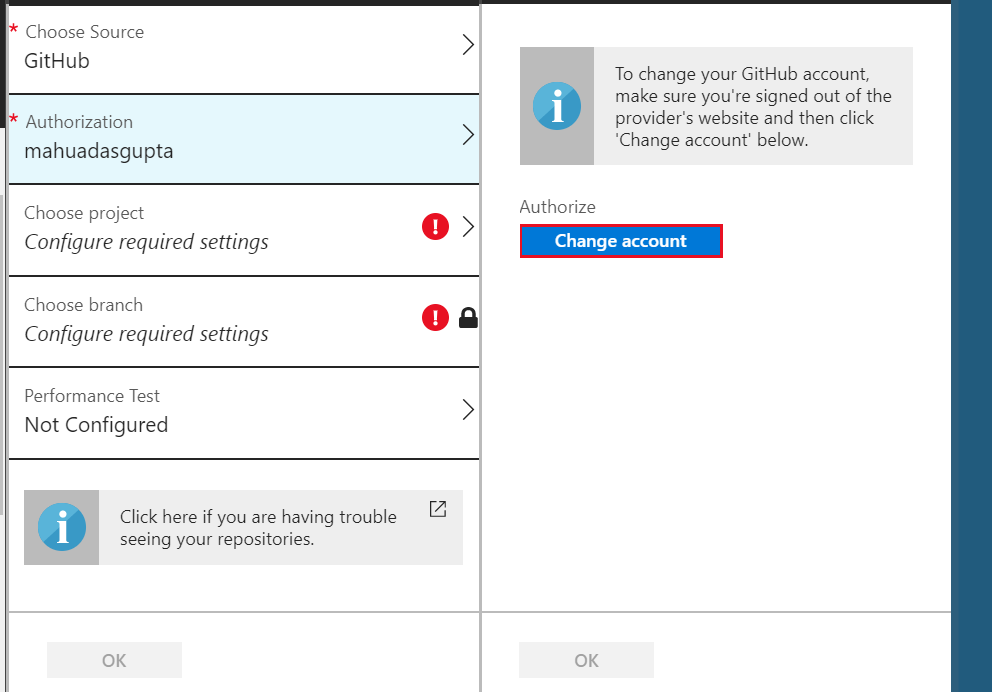 * Choose Source
GitHub
* Authorization
mahuadasgupta
Choose project
Configure required settings
!
Choose branch
Configure required settings
!
Performance Test
Not Configured
i
Click here if you are having trouble
seeing your repositories.
OK
i
To change your GitHub account,
make sure you're signed out of the
provider's website and then click
'Change account' below.
Authorize
Change account
OK